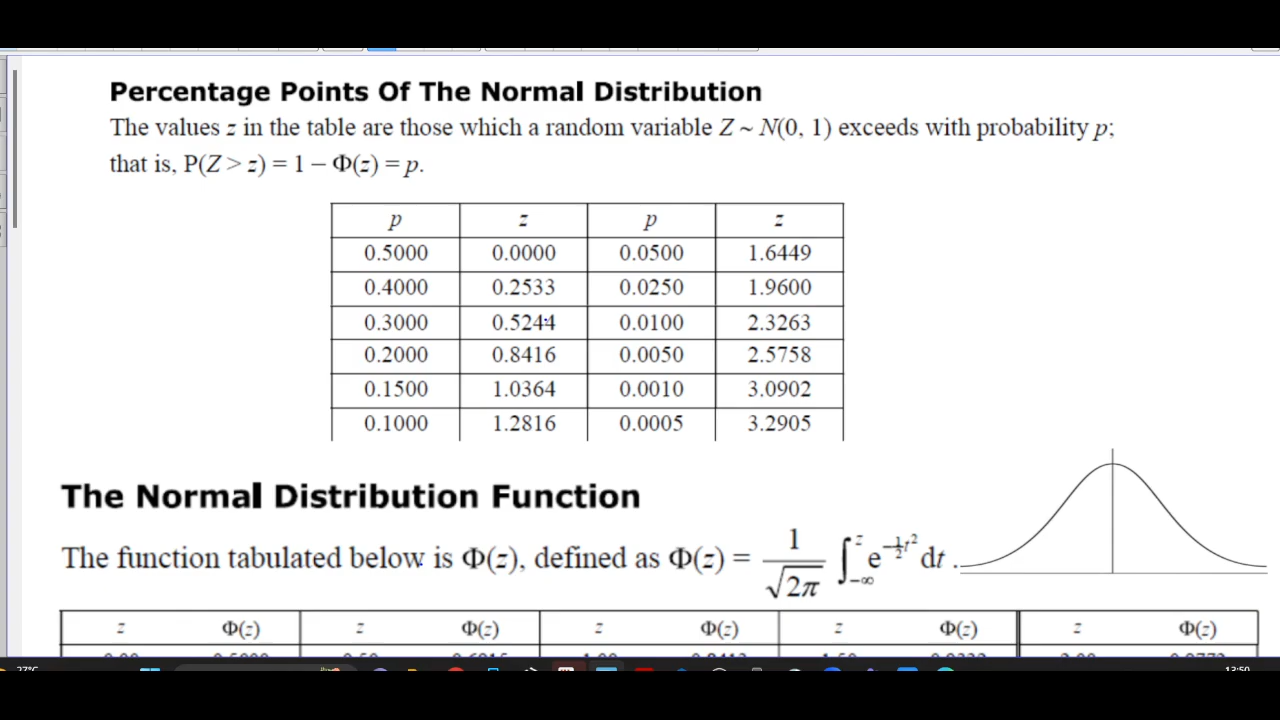 Percentage Points Of The Normal Distribution
The values z in the table are those which a random variable Z ~ N(0, 1) exceeds with probability p;
that is, P(Z > z) = 1 − Φ(z) = p.
p z p z
0.5000 0.0000 0.0500 1.6449
0.4000 0.2533 0.0250 1.9600
0.3000 0.5244 0.0100 2.3263
0.2000 0.8416 0.0050 2.5758
0.1500 1.0364 0.0010 3.0902
0.1000 1.2816 0.0005 3.2905
The Normal Distribution Function
The function tabulated below is Φ(z), defined as Φ(z) = 1/√2π ∫_−∞^z e^−½t² dt .
z Φ(z) z Φ(z) z Φ(z) z Φ(z) z Φ(z)
27°C 13:50